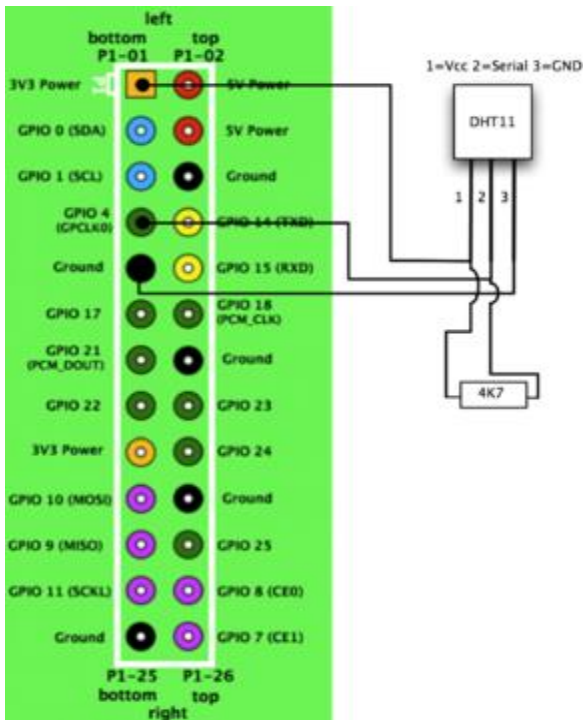 left
bottom top
P1-01 P1-02
3V3 Power 5V Power
GPIO 0 (SDA) 5V Power
GPIO 1 (SCL) Ground
GPIO 4 GPIO 14 (TXD)
(GPCLK0)
Ground GPIO 15 (RXD)
GPIO 17 GPIO 18
(PCM_CLK)
GPIO 21 Ground
(PCM_DOUT)
GPIO 22 GPIO 23
3V3 Power GPIO 24
GPIO 10 (MOSI) Ground
GPIO 9 (MISO) GPIO 25
GPIO 11 (SCKL) GPIO 8 (CE0)
Ground GPIO 7 (CE1)
P1-25 P1-26
bottom top
right
1=Vcc 2=Serial 3=GND
DHT11
1 2 3
4K7